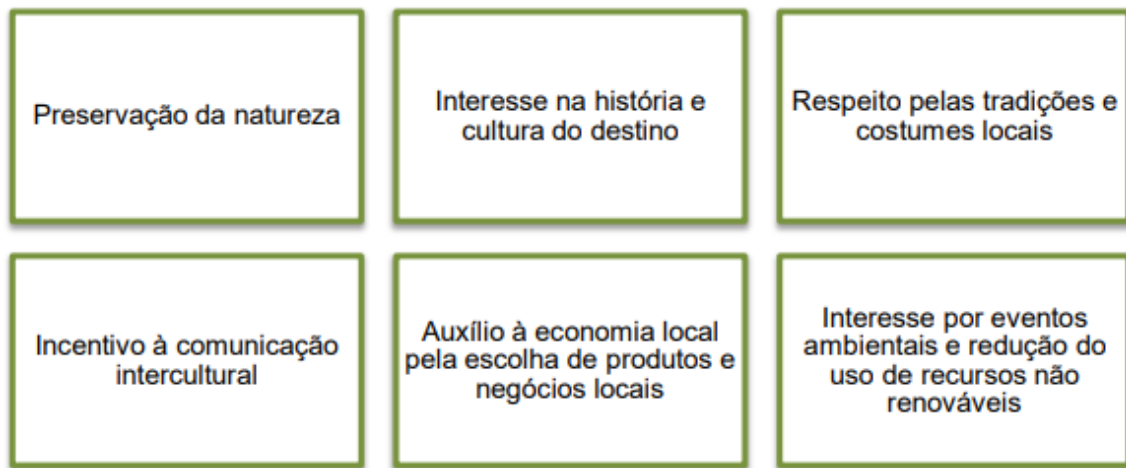 Preservação da natureza
Interesse na história e
cultura do destino
Respeito pelas tradições e
costumes locais
Incentivo à comunicação
intercultural
Auxílio à economia local
pela escolha de produtos e
negócios locais
Interesse por eventos
ambientais e redução do
uso de recursos não
renováveis